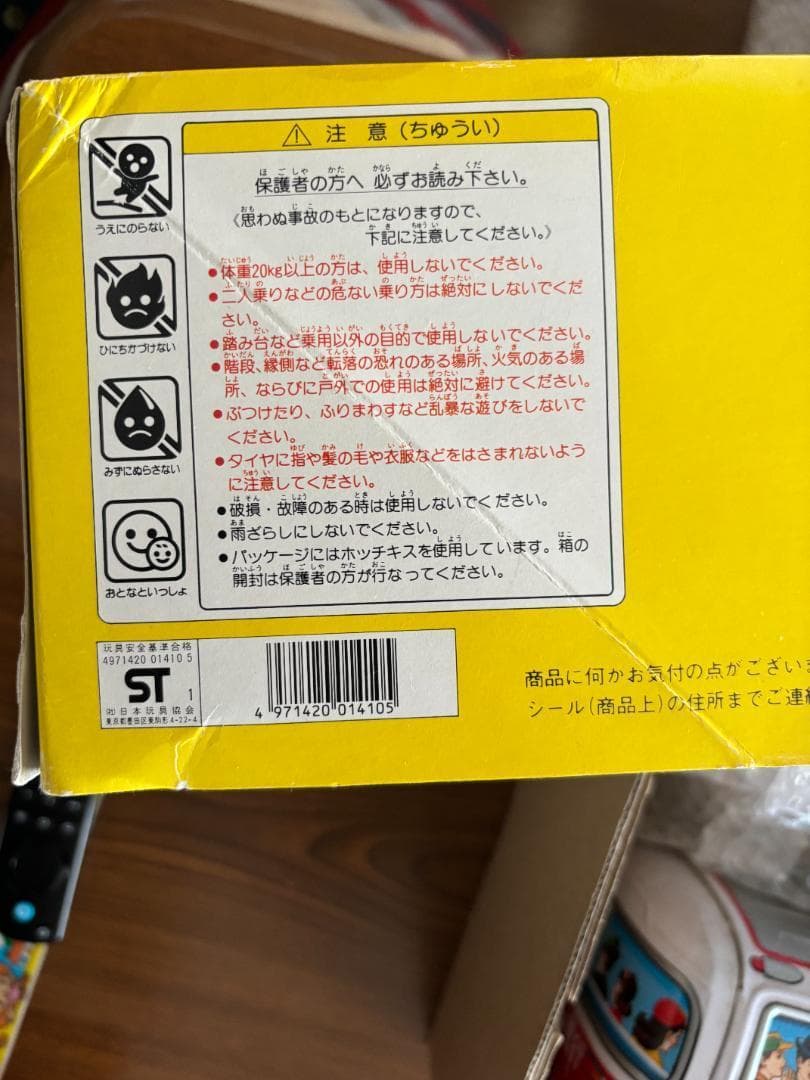 ⚠ 注 意 (ちゅうい)
保護者の方へ 必ずお読み下さい。
《思わぬ事故のもとになりますので、
下記に注意してください。》
●体重20kg以上の方は、使用しないでください。
●二人乗りなどの危ない乗り方は絶対にしないでくだ
さい。
●踏み台など乗用以外の目的で使用しないでください。
●階段、縁側など転落の恐れのある場所、火気のある場
所、ならびに戸外での使用は絶対に避けてください。
●ぶつけたり、ふりまわすなど乱暴な遊びをしないで
ください。
●タイヤに指や髪の毛や衣服などをはさまれないよう
に注意してください。
●破損・故障のある時は使用しないでください。
●雨ざらしにしないでください。
●パッケージにはホッチキスを使用しています。箱の
開封は保護者の方が行なってください。
うえにのらない
ひにちかづけない
みずにぬらさない
おとなといっしょ
玩具安全基準合格
4971420 01410 5
ST 1
㈳日本玩具協会
東京都墨田区東駒形4-22-4
4 971420 014105
商品に何かお気付の点がござい
シール(商品上)の住所までご連